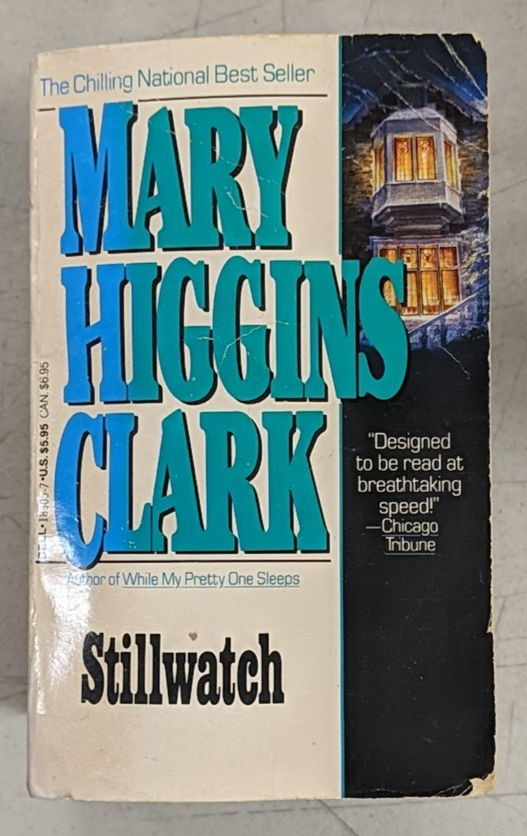 The Chilling National Best Seller
MARY
HIGGINS
CLARK
Author of While My Pretty One Sleeps
Stillwatch
"Designed
to be read at
breathtaking
speed!"
—Chicago
Tribune
U.S. $5.95 CAN. $6.95